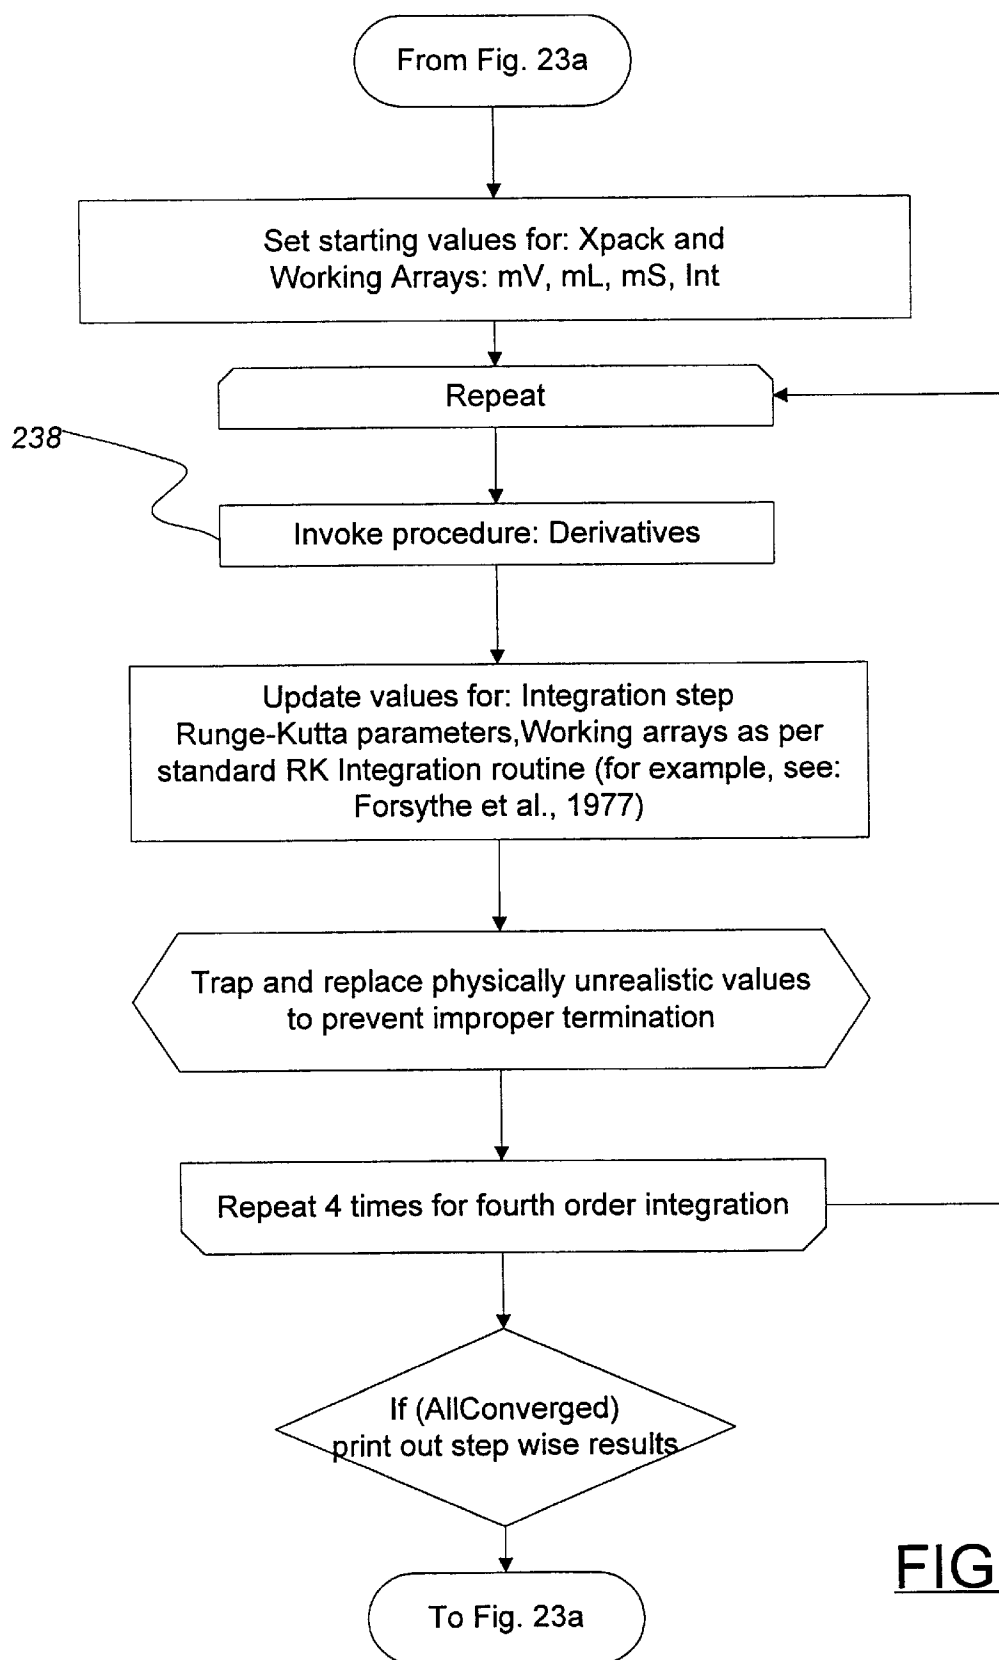 From Fig. 23a
Set starting values for: Xpack and
Working Arrays: mV, mL, mS, Int
Repeat
238
Invoke procedure: Derivatives
Update values for: Integration step
Runge-Kutta parameters,Working arrays as per
standard RK Integration routine (for example, see:
Forsythe et al., 1977)
Trap and replace physically unrealistic values
to prevent improper termination
Repeat 4 times for fourth order integration
If (AllConverged)
print out step wise results
FIG
To Fig. 23a